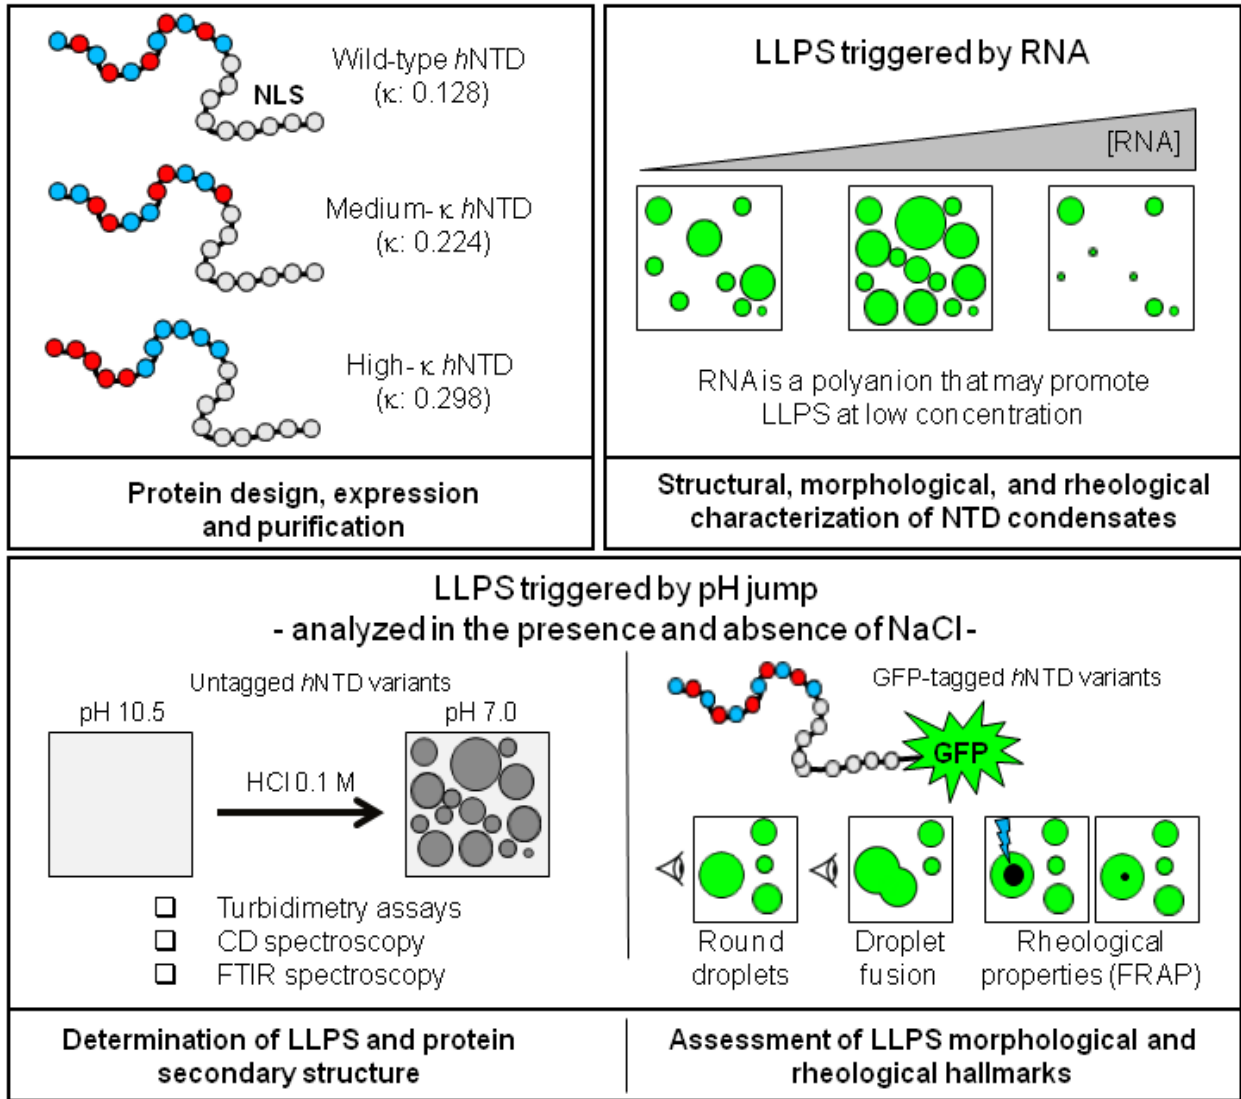 Wild-type hNTD
(κ: 0.128)
NLS
Medium- κ hNTD
(κ: 0.224)
High- κ hNTD
(κ: 0.298)
Protein design, expression
and purification
LLPS triggered by RNA
[RNA]
RNA is a polyanion that may promote
LLPS at low concentration
Structural, morphological, and rheological
characterization of NTD condensates
LLPS triggered by pH jump
- analyzed in the presence and absence of NaCl -
Untagged hNTD variants
pH 10.5
pH 7.0
HCl 0.1 M
Turbidimetry assays
CD spectroscopy
FTIR spectroscopy
GFP-tagged hNTD variants
GFP
Round
droplets
Droplet
fusion
Rheological
properties (FRAP)
Determination of LLPS and protein
secondary structure
Assessment of LLPS morphological and
rheological hallmarks